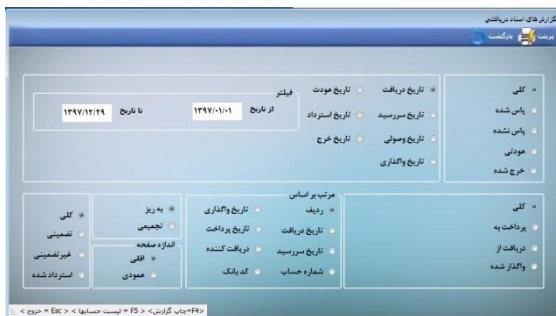 گزارش های اسناد دریافتنی
پرینت بازگشت
کلی
پاس شده
پاس نشده
عودتی
خرج شده
تاریخ دریافت
تاریخ سررسید
تاریخ وصولی
تاریخ واگذاری
تاریخ عودت
تاریخ استرداد
تاریخ خرج
فیلتر
از تاریخ ۱۳۹۷/۰۱/۰۱ تا تاریخ ۱۳۹۷/۱۲/۲۹
کلی
پرداخت به
دریافت از
واگذار شده
مرتب بر اساس
ردیف
تاریخ دریافت
تاریخ سررسید
شماره حساب
تاریخ واگذاری
تاریخ پرداخت
دریافت کننده
کد بانک
به ریز
تجمیعی
اندازه صفحه
افقی
عمودی
کلی
تضمینی
غیر تضمینی
استرداد شده
<F4=چاپ گزارش> < F5 = لیست حسابها > < Esc = خروج >